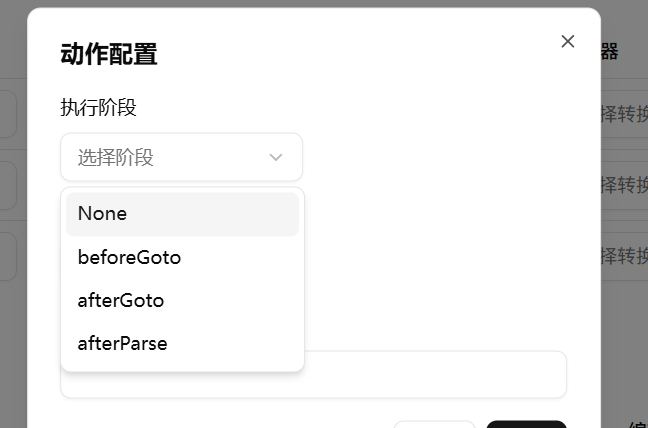 动作配置
器
执行阶段
选择阶段
择转换
None
择转换
beforeGoto
择转换
afterGoto
afterParse